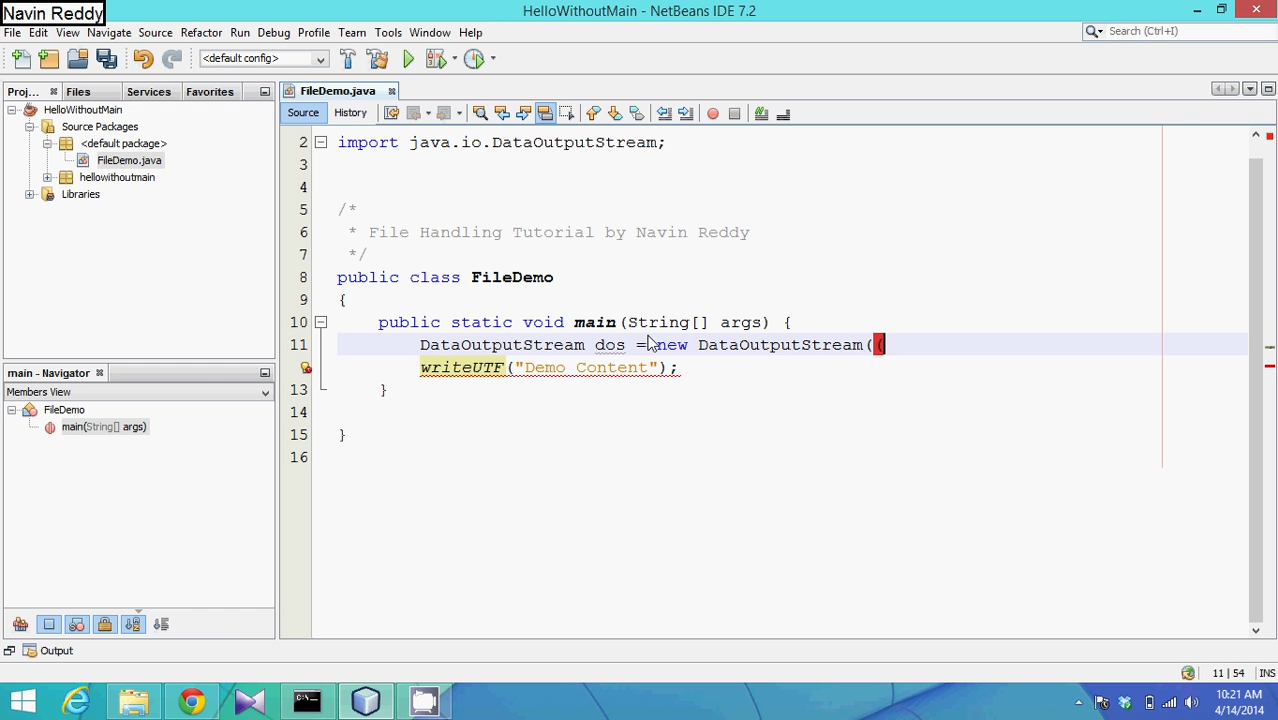 Navin Reddy
HelloWithoutMain - NetBeans IDE 7.2
File Edit View Navigate Source Refactor Run Debug Profile Team Tools Window Help
Search (Ctrl+I)
<default config>
Proj... Files Services Favorites
HelloWithoutMain
Source Packages
<default package>
FileDemo.java
hellowithoutmain
Libraries
main - Navigator
Members View
FileDemo
main(String[] args)
FileDemo.java
Source History
2 import java.io.DataOutputStream;
3
4
5 /*
6 * File Handling Tutorial by Navin Reddy
7 */
8 public class FileDemo
9 {
10 public static void main(String[] args) {
11 DataOutputStream dos = new DataOutputStream((
writeUTF("Demo Content");
13 }
14
15 }
16
Output
11 | 54 INS
10:21 AM
4/14/2014